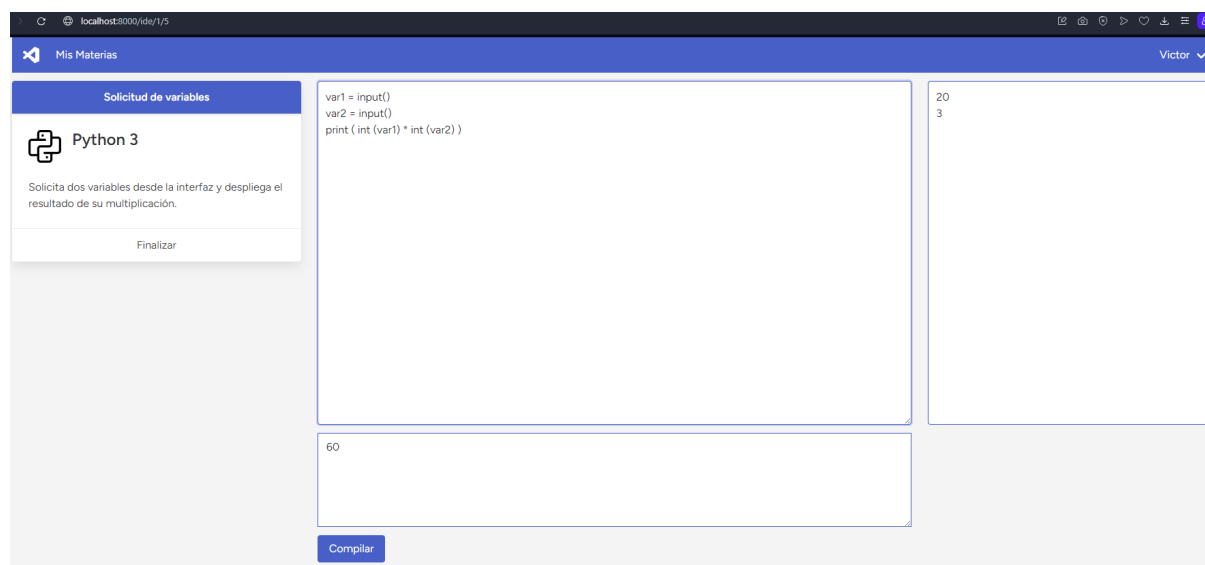 localhost:8000/ide/1/5
Mis Materias
Victor
Solicitud de variables
Python 3
Solicita dos variables desde la interfaz y despliega el
resultado de su multiplicación.
Finalizar
var1 = input()
var2 = input()
print ( int (var1) * int (var2) )
20
3
60
Compilar